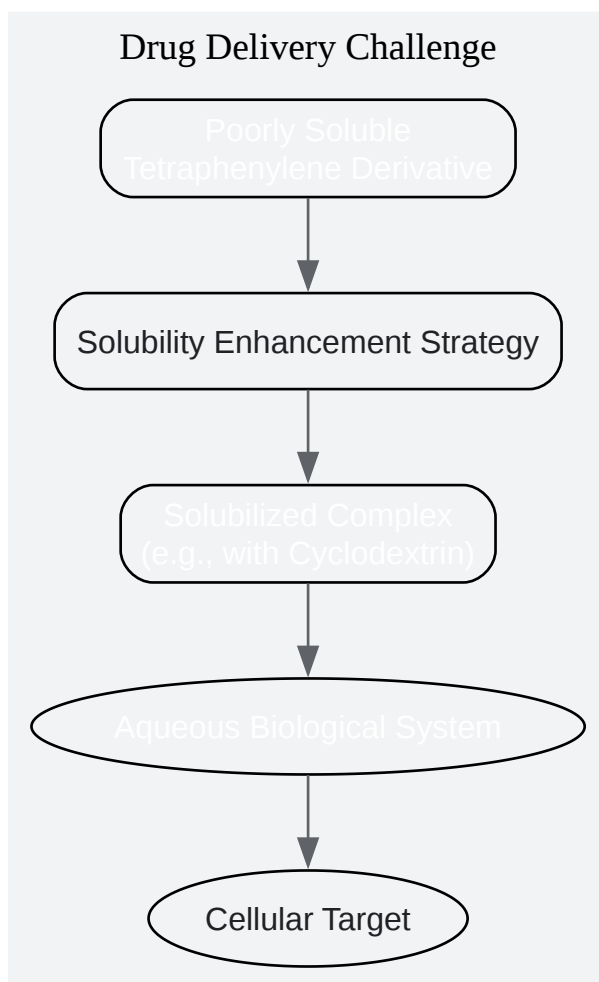 Drug Delivery Challenge
Poorly Soluble
Tetraphenylene Derivative
Solubility Enhancement Strategy
Solubilized Complex
(e.g., with Cyclodextrin)
Aqueous Biological System
Cellular Target